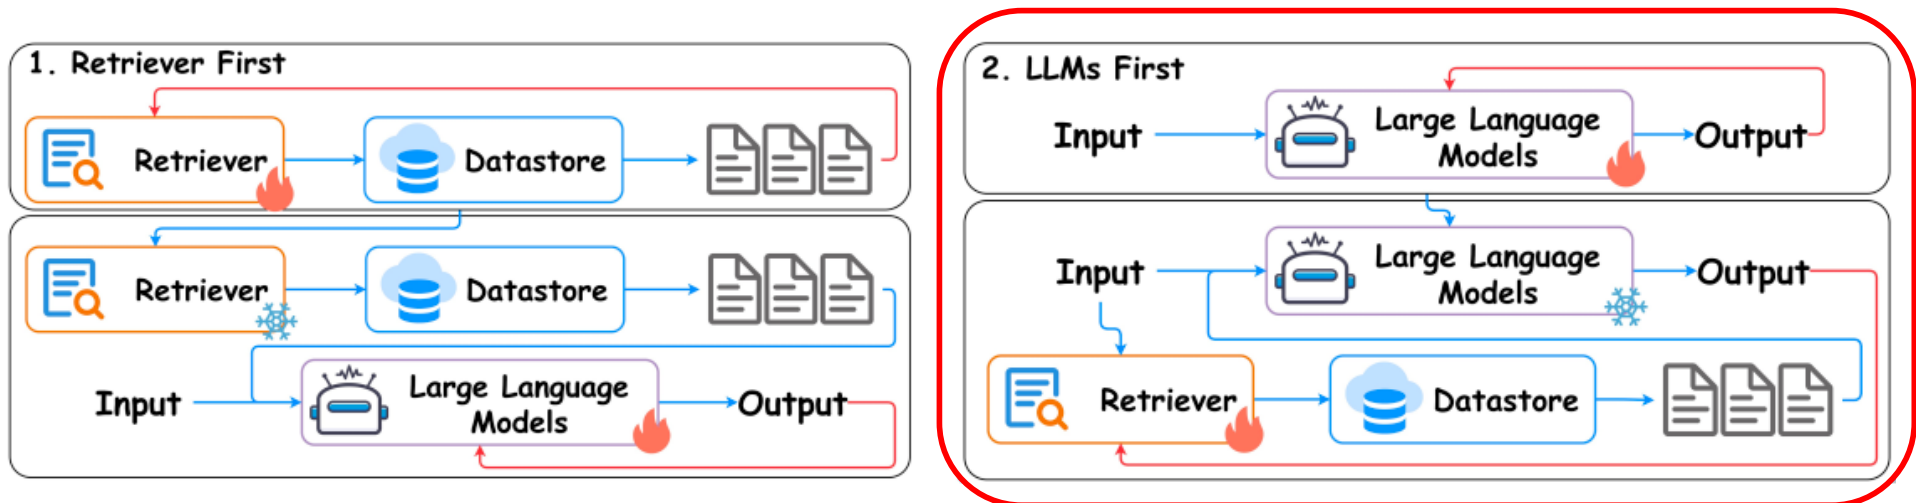 1. Retriever First
Retriever
Datastore
Retriever
Datastore
Input
Large Language
Models
Output
2. LLMs First
Input
Large Language
Models
Output
Input
Large Language
Models
Output
Retriever
Datastore